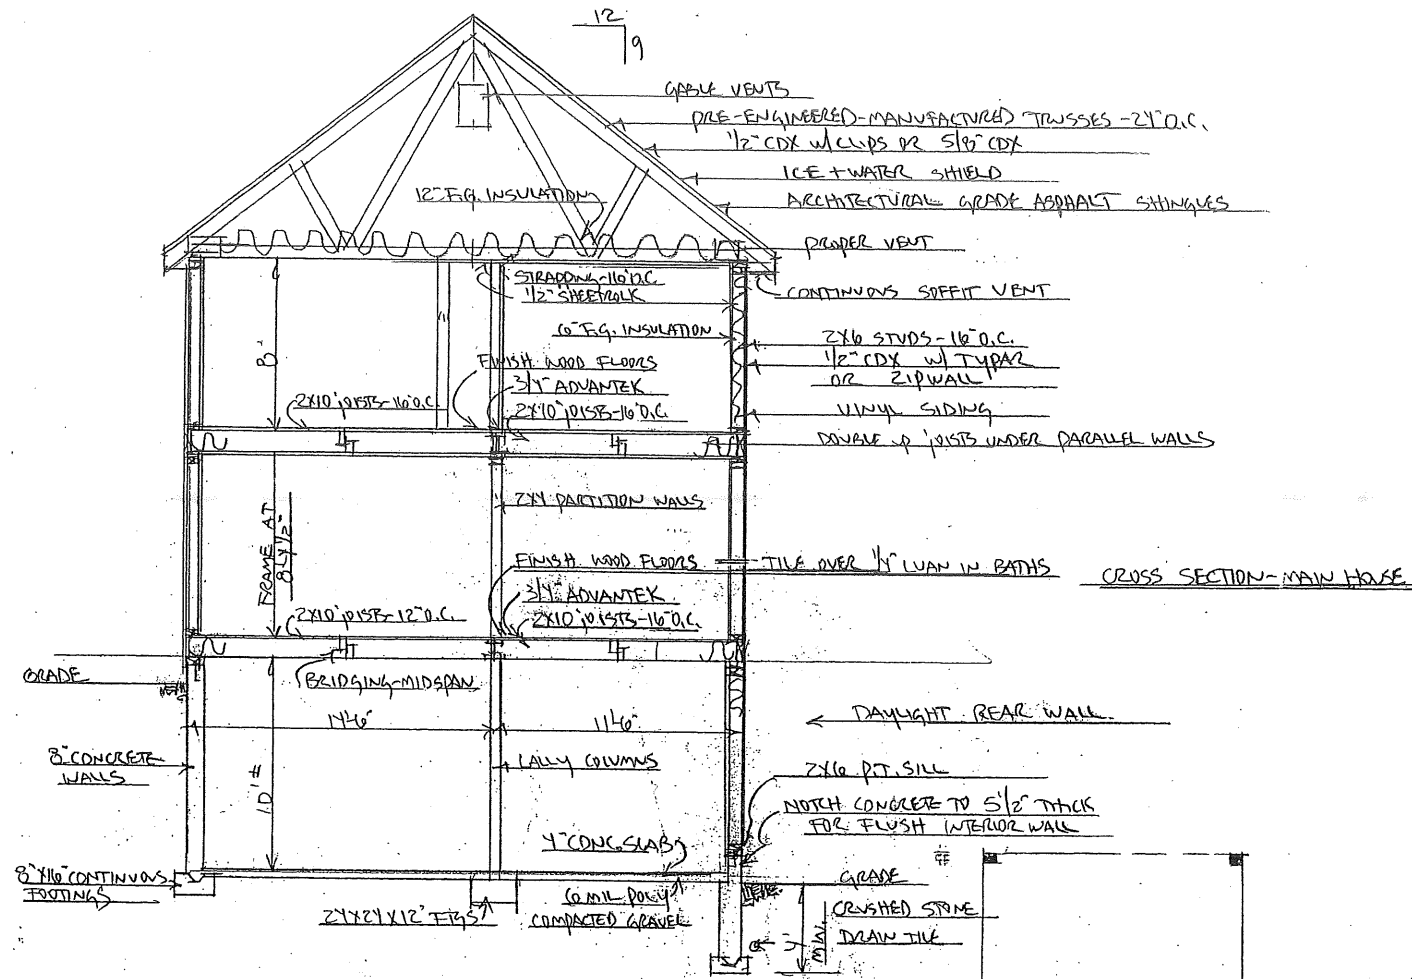 12
9
GABLE VENTS
PRE-ENGINEERED-MANUFACTURED TRUSSES-24" O.C.
1/2" CDX W/CLIPS OR 5/8" CDX
ICE + WATER SHIELD
12" F.G. INSULATION
ARCHITECTURAL GRADE ASPHALT SHINGLES
PROPER VENT
STRAPPING-16" O.C.
1/2" SHEETROCK
CONTINUOUS SOFFIT VENT
6" F.G. INSULATION
2X6 STUDS-16" O.C.
1/2" CDX W/ TYPAR
OR ZIPWALL
8'
FINISH WOOD FLOORS
3/4" ADVANTEK
2X10 JOISTS-16" O.C.
2X10 JOISTS-16" O.C.
VINYL SIDING
DOUBLE UP JOISTS UNDER PARALLEL WALLS
2X4 PARTITION WALLS
FRAME AT
FINISH WOOD FLOORS
TILE OVER 1/4" LUAN IN BATHS
CROSS SECTION-MAIN HOUSE
3/4" ADVANTEK
2X10 JOISTS-12" O.C.
2X10 JOISTS-16" O.C.
GRADE
BRIDGING-MIDSPAN
14'6"
11'6"
DAYLIGHT REAR WALL
8" CONCRETE
WALLS
LALLY COLUMNS
2X6 P.T. SILL
10'±
NOTCH CONCRETE TO 5 1/2" THICK
FOR FLUSH INTERIOR WALL
4" CONC. SLAB
8"X16" CONTINUOUS
FOOTINGS
6 MIL POLY
COMPACTED GRAVEL
24X24X12" FTGS
GRADE
CRUSHED STONE
DRAIN TILE
4'
MIN.